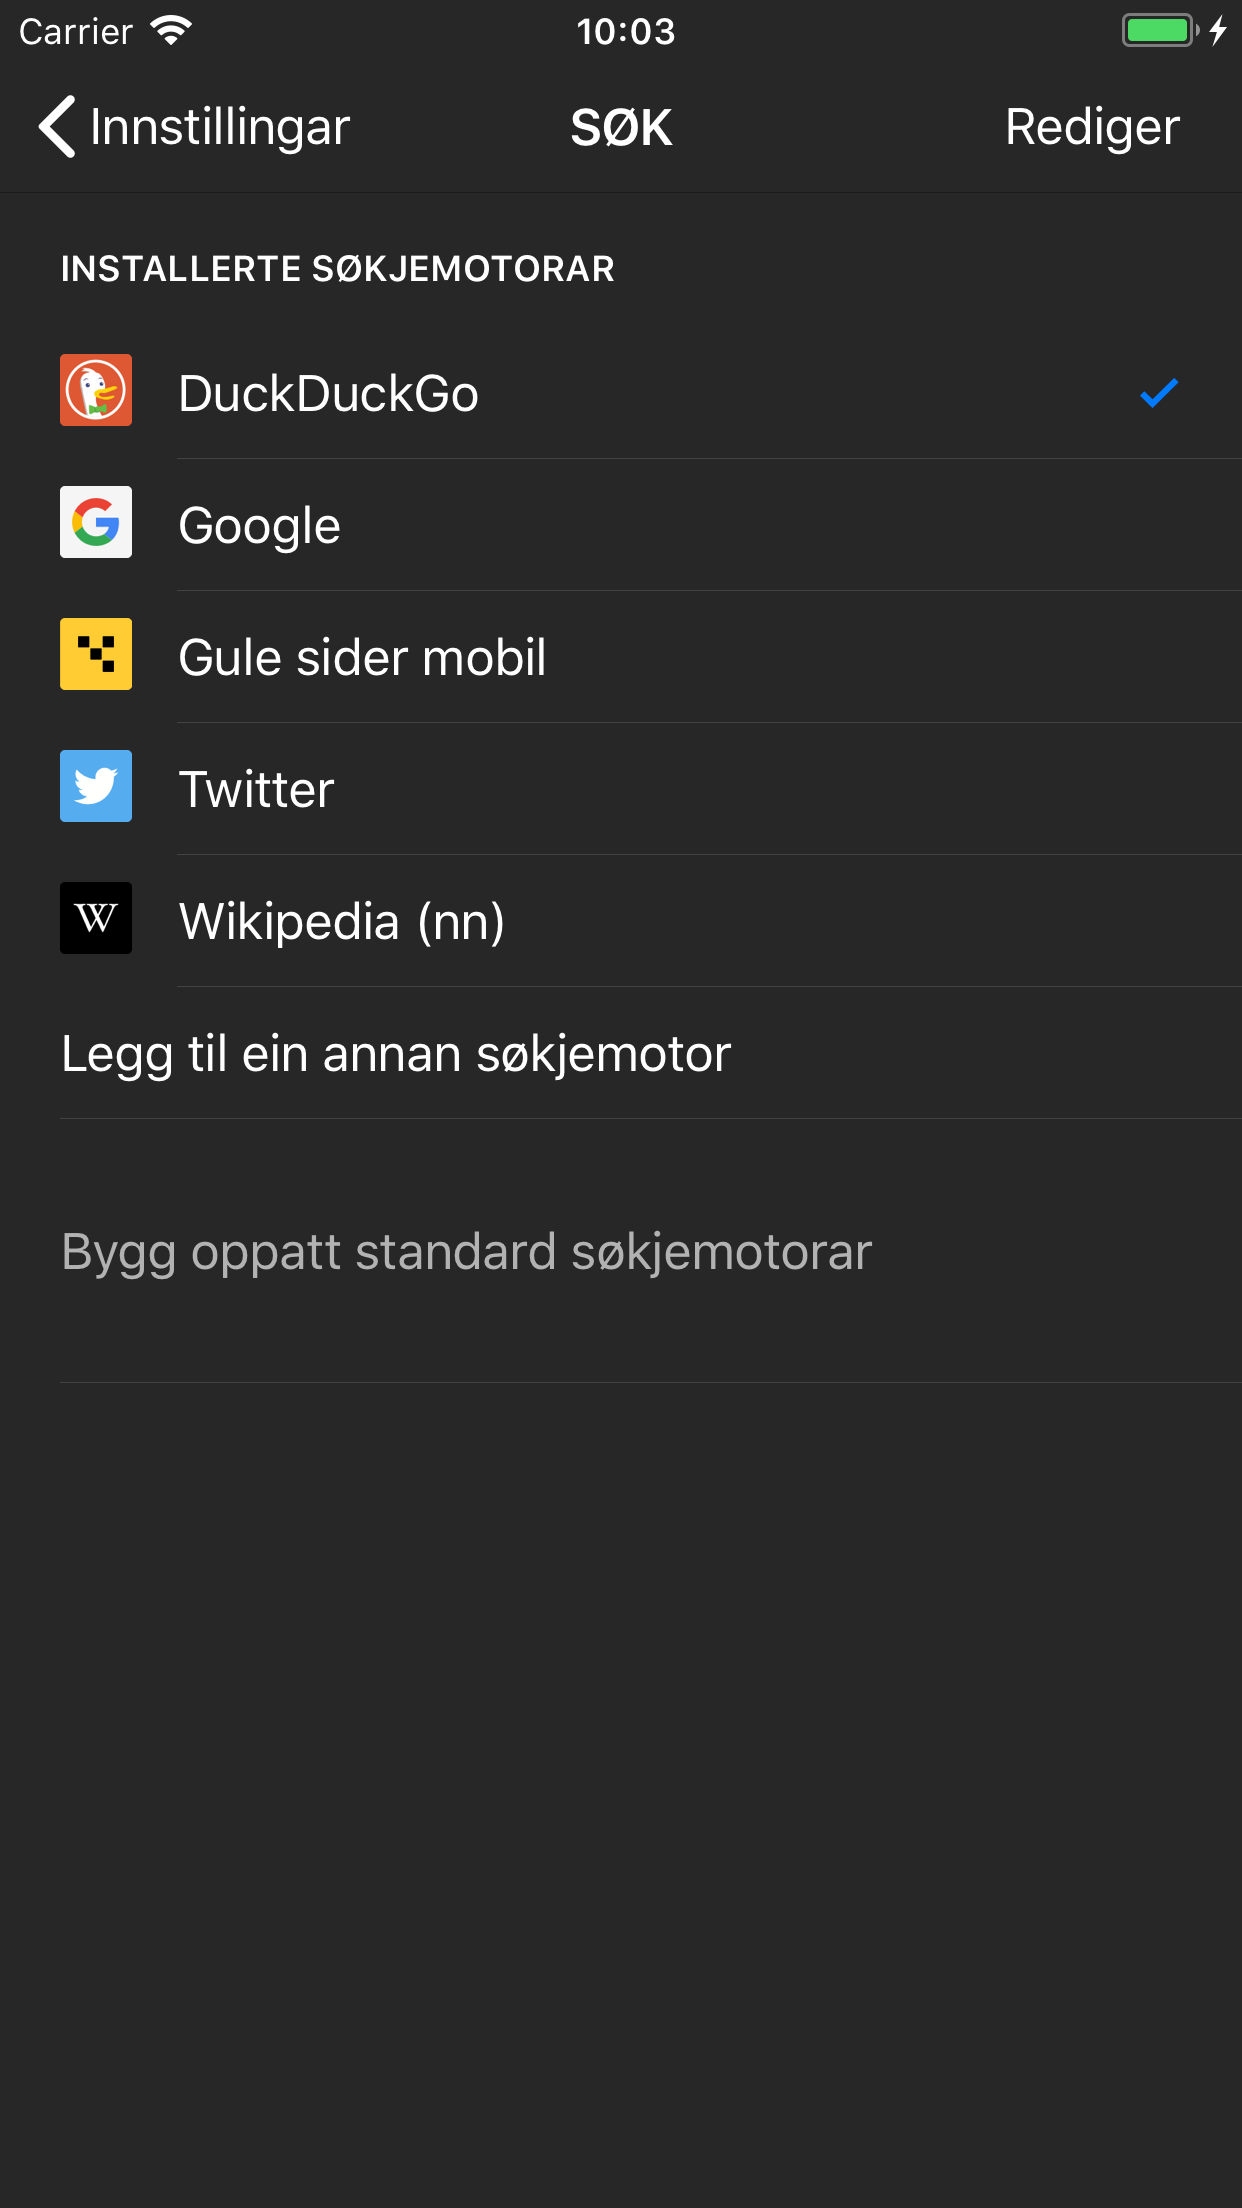 Carrier 10:03
Innstillingar SØK Rediger
INSTALLERTE SØKJEMOTORAR
DuckDuckGo
Google
Gule sider mobil
Twitter
W Wikipedia (nn)
Legg til ein annan søkjemotor
Bygg oppatt standard søkjemotorar